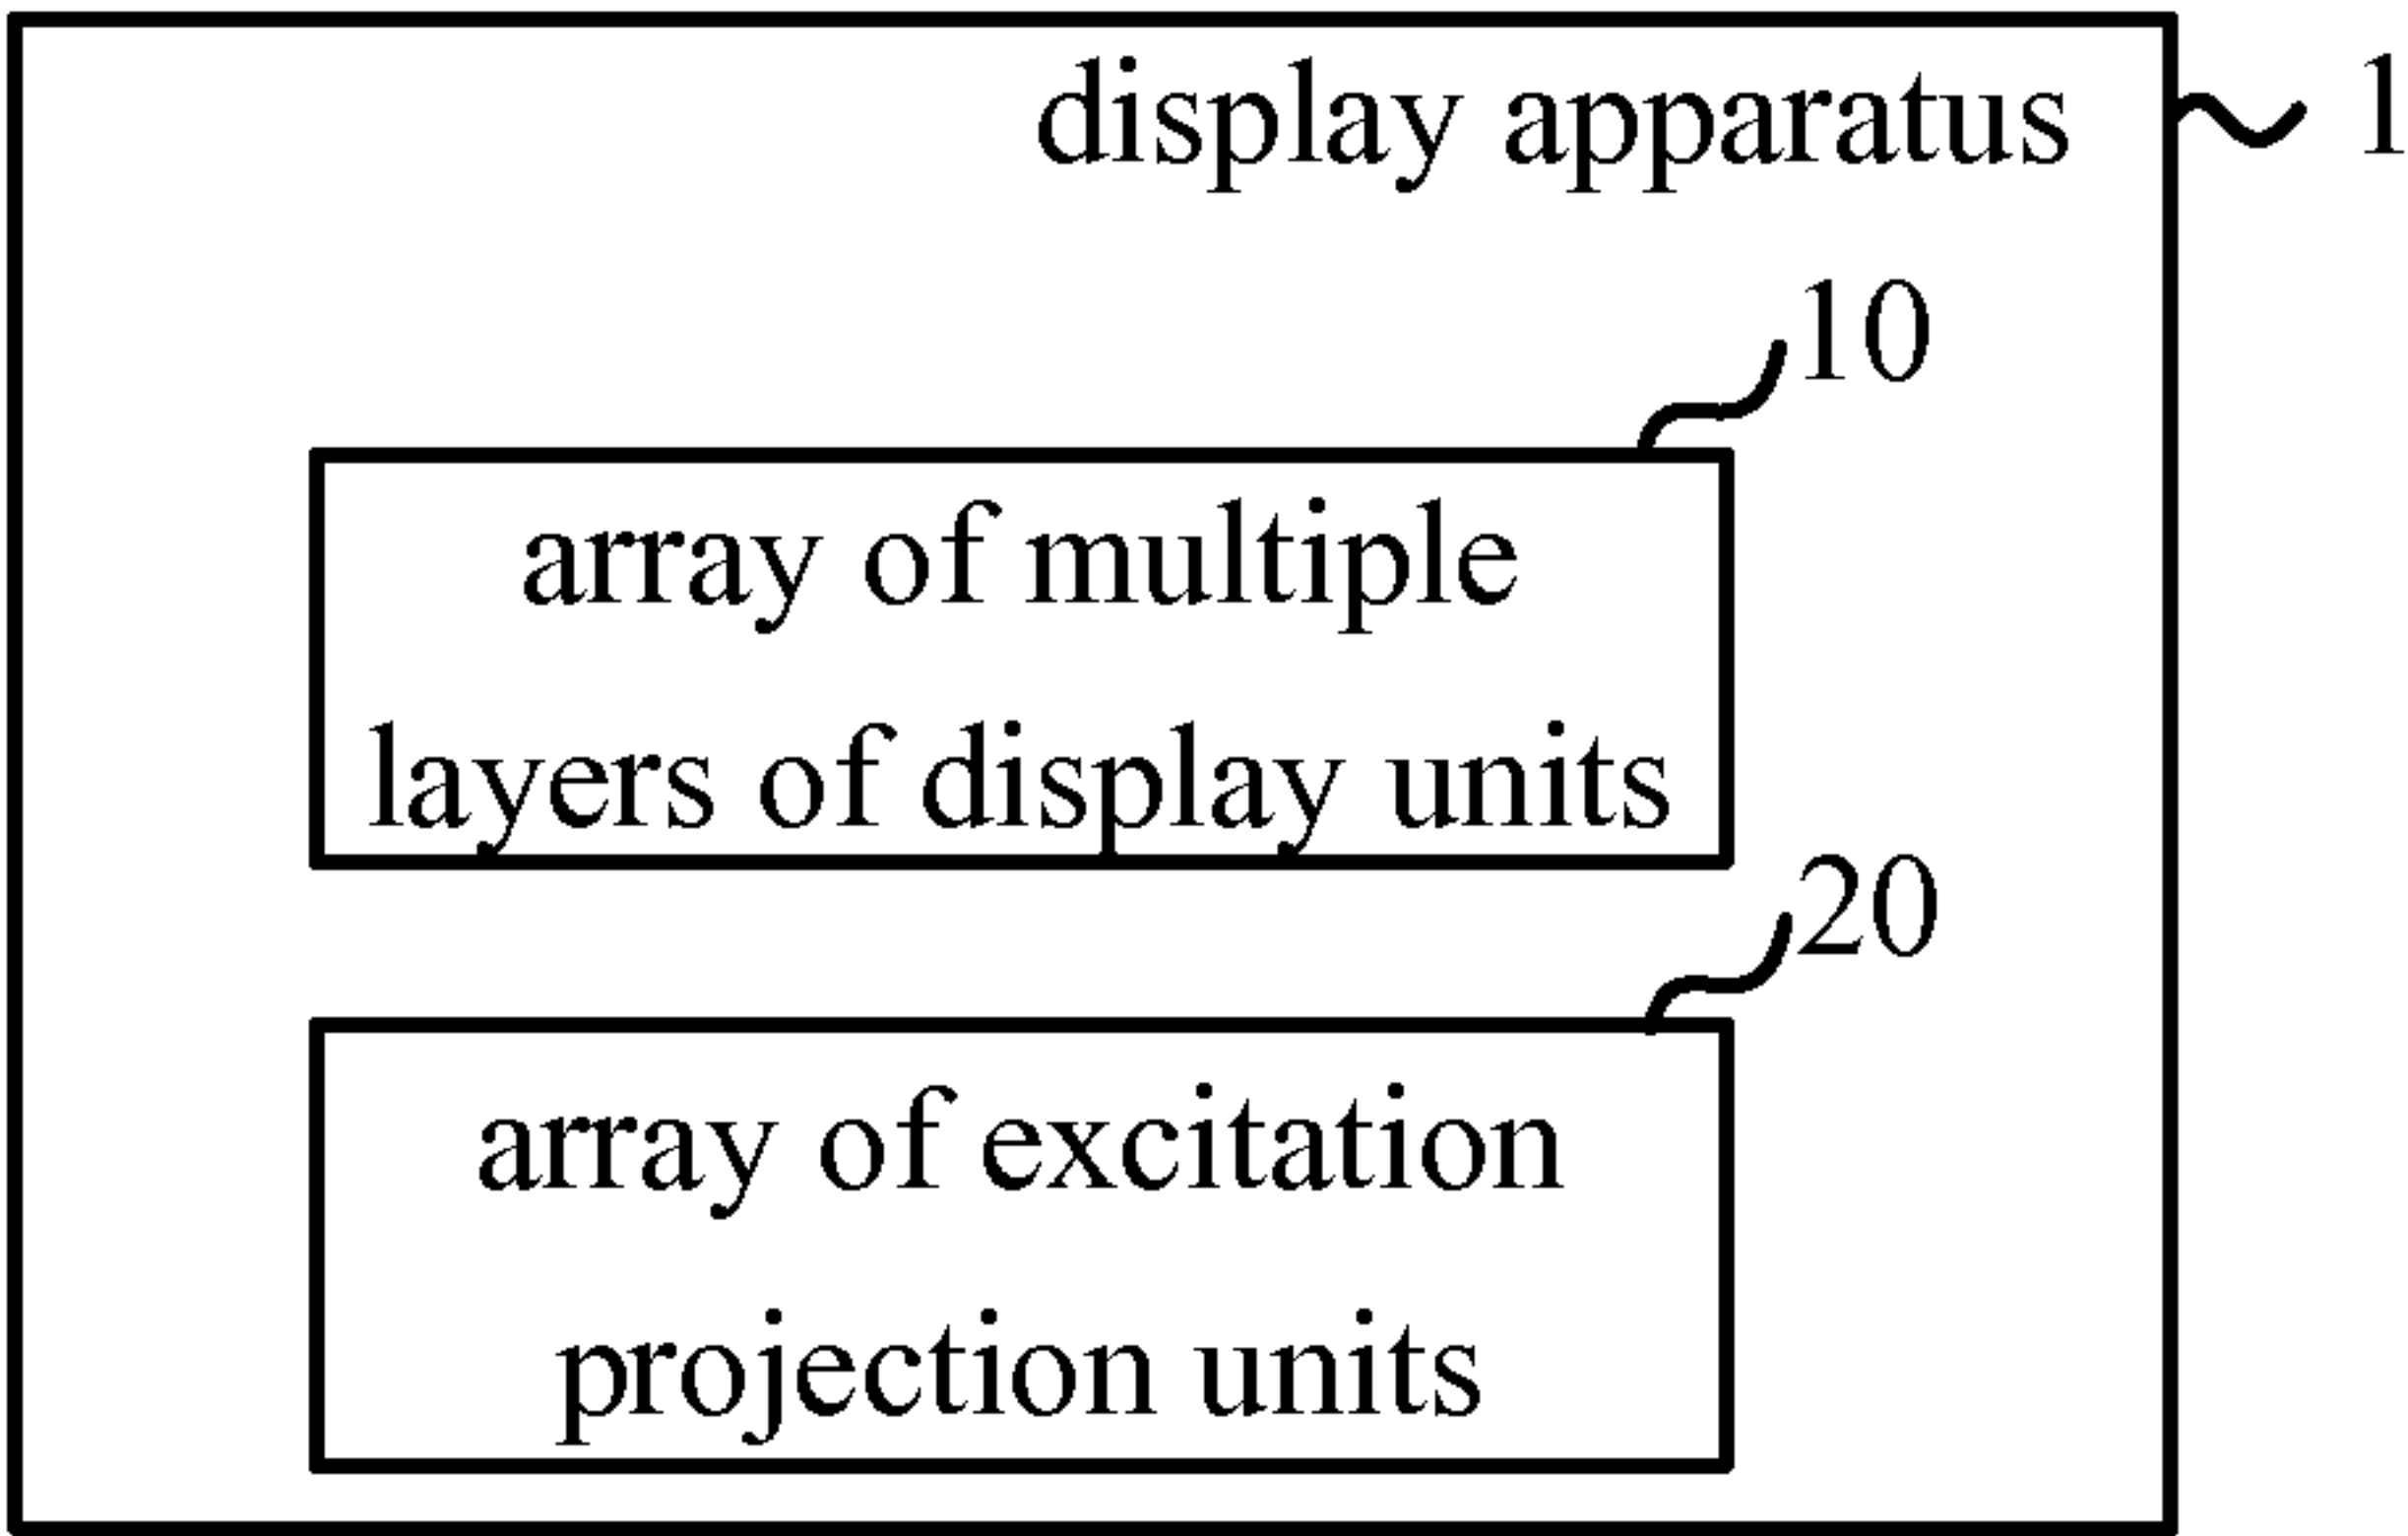 display apparatus 1
10
array of multiple
layers of display units
20
array of excitation
projection units